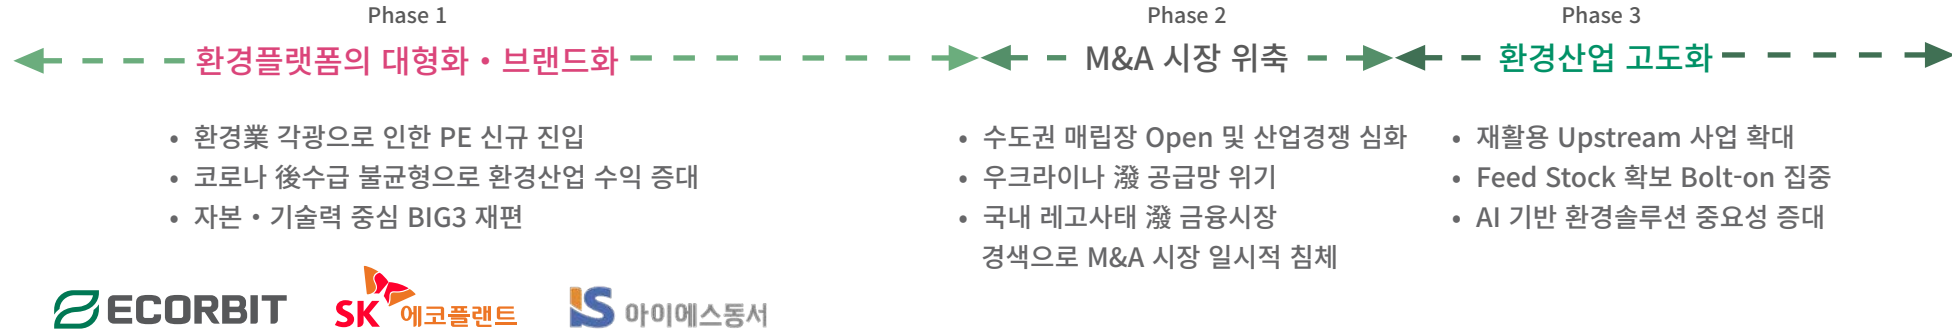 Phase 1
환경플랫폼의 대형화・브랜드화
• 환경業 각광으로 인한 PE 신규 진입
• 코로나 後수급 불균형으로 환경산업 수익 증대
• 자본・기술력 중심 BIG3 재편
ECORBIT
SK 에코플랜트
IS 아이에스동서
Phase 2
M&A 시장 위축
• 수도권 매립장 Open 및 산업경쟁 심화
• 우크라이나 潑 공급망 위기
• 국내 레고사태 潑 금융시장
경색으로 M&A 시장 일시적 침체
Phase 3
환경산업 고도화
• 재활용 Upstream 사업 확대
• Feed Stock 확보 Bolt-on 집중
• AI 기반 환경솔루션 중요성 증대